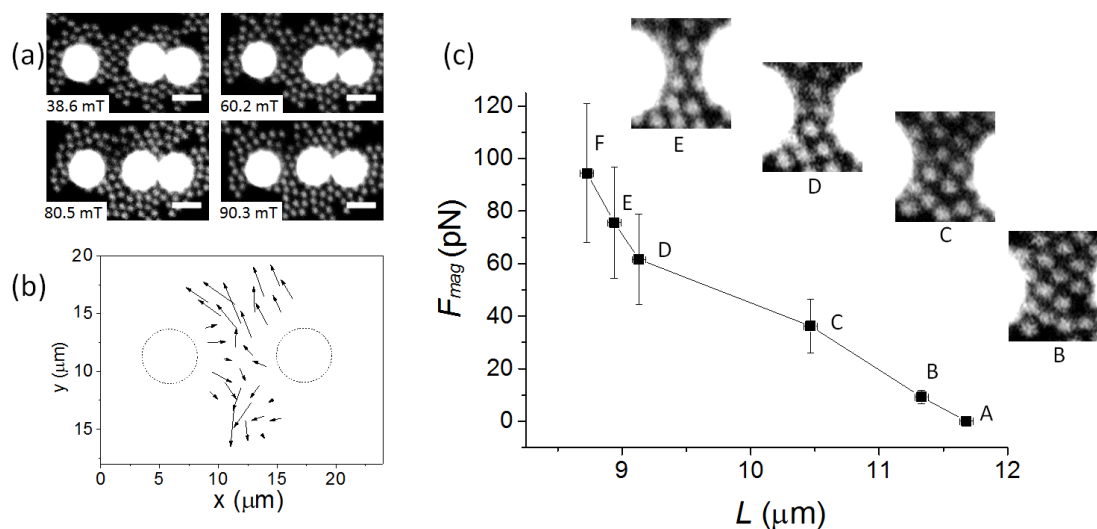 (a)
38.6 mT
60.2 mT
80.5 mT
90.3 mT
(b)
20
15
10
15
y (μm)
0 5 10 15 20
x (μm)
(c)
120
100
80
60
40
20
0
F_mag (pN)
F
E
D
C
B
A
E
D
C
B
9 10 11 12
L (μm)